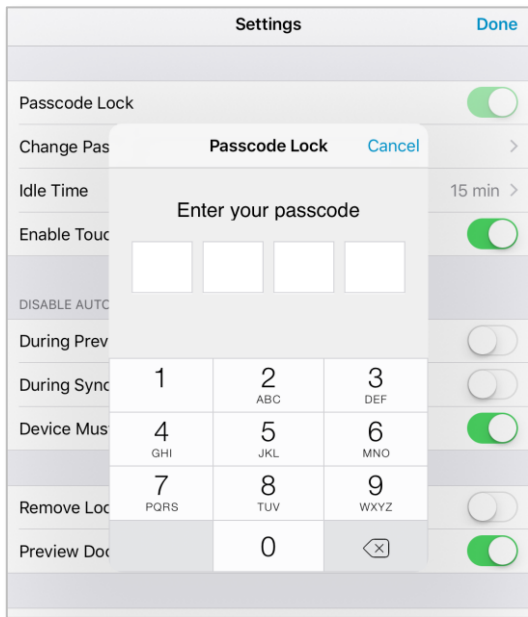 Settings Done
Passcode Lock
Change Pas
Passcode Lock Cancel
Idle Time 15 min
Enter your passcode
Enable Touc
DISABLE AUTO
During Prev
During Sync
Device Mus
1 2 3
ABC DEF
4 5 6
GHI JKL MNO
7 8 9
PQRS TUV WXYZ
0
Remove Loc
Preview Doc